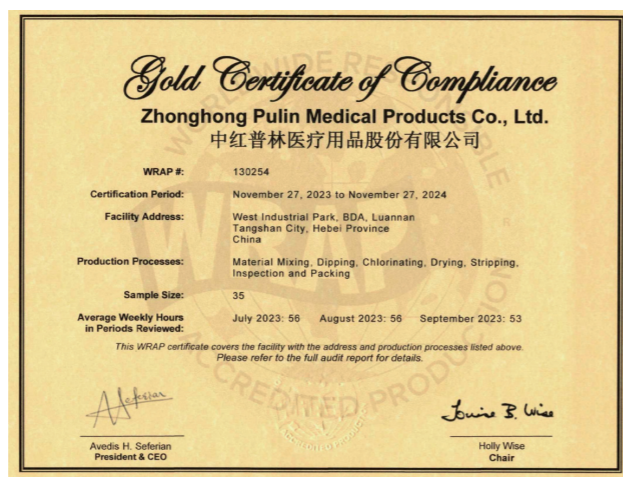 Gold Certificate of Compliance
Zhonghong Pulin Medical Products Co., Ltd.
中红普林医疗用品股份有限公司
WRAP #: 130254
Certification Period: November 27, 2023 to November 27, 2024
Facility Address: West Industrial Park, BDA, Luannan
Tangshan City, Hebei Province
China
Production Processes: Material Mixing, Dipping, Chlorinating, Drying, Stripping,
Inspection and Packing
Sample Size: 35
Average Weekly Hours
in Periods Reviewed: July 2023: 56 August 2023: 56 September 2023: 53
This WRAP certificate covers the facility with the address and production processes listed above.
Please refer to the full audit report for details.
Avedis H. Seferian
President & CEO
Holly Wise
Chair
WORLDWIDE RESPONSIBLE
WRAP
ACCREDITED PRODUCTION